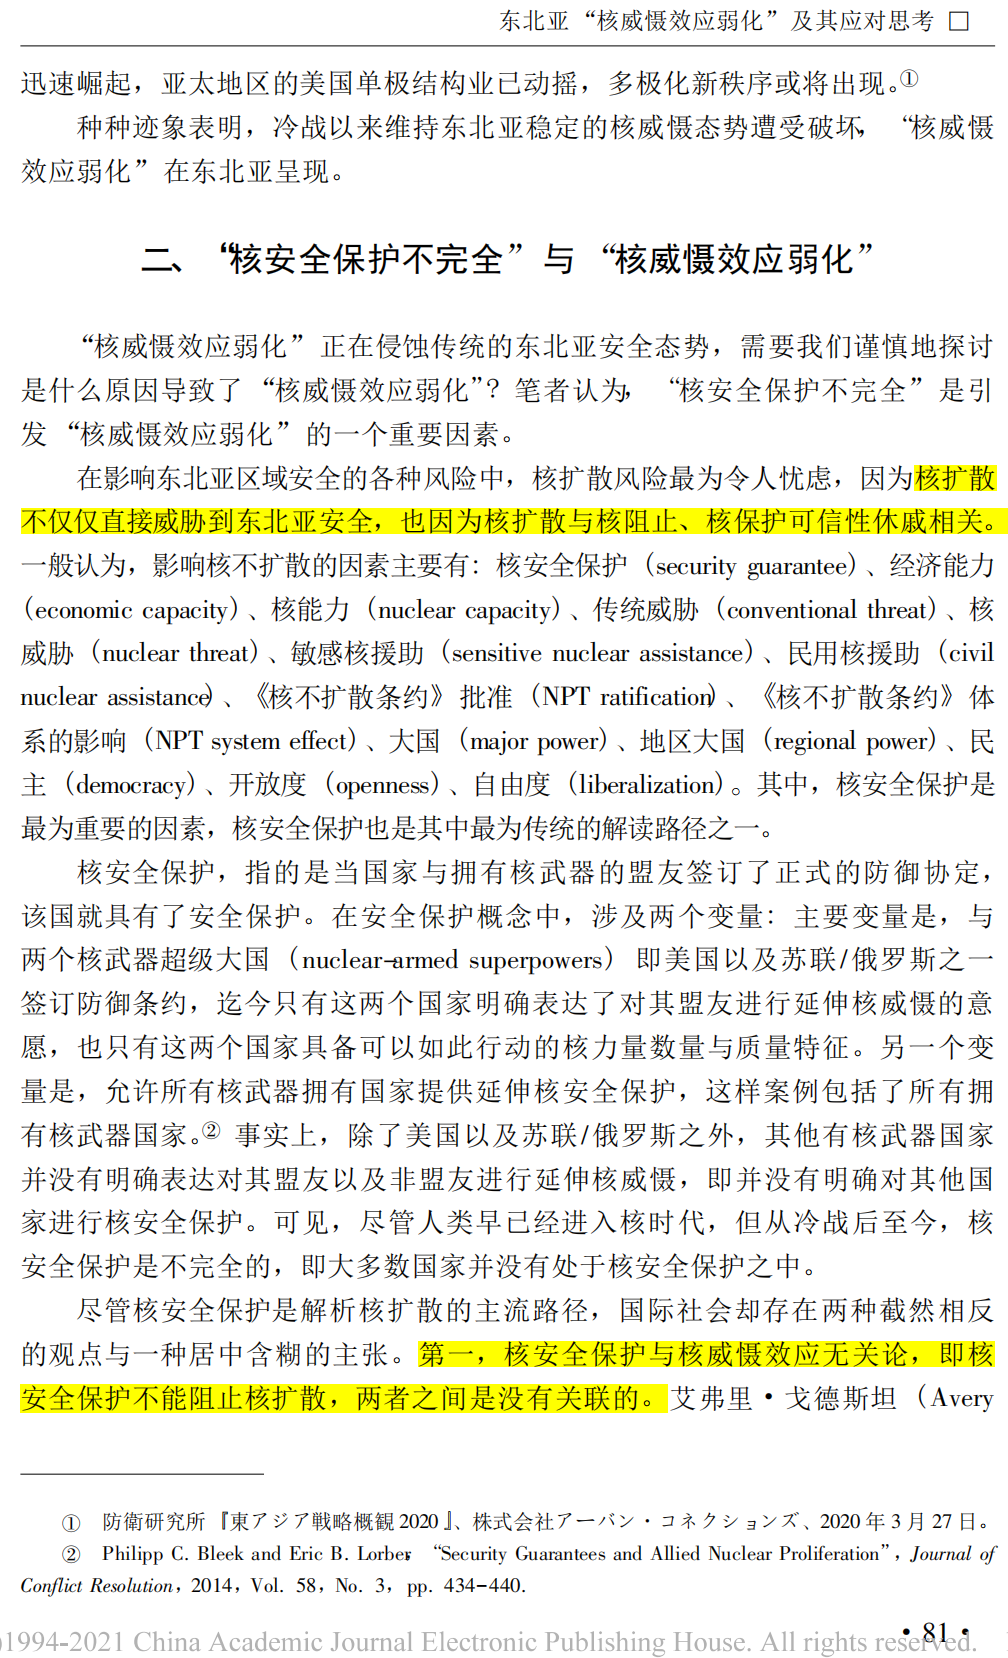 东北亚“核威慑效应弱化”及其应对思考 □
迅速崛起，亚太地区的美国单极结构业已动摇，多极化新秩序或将出现。①
种种迹象表明，冷战以来维持东北亚稳定的核威慑态势遭受破坏，“核威慑
效应弱化”在东北亚呈现。
二、“核安全保护不完全”与“核威慑效应弱化”
“核威慑效应弱化”正在侵蚀传统的东北亚安全态势，需要我们谨慎地探讨
是什么原因导致了“核威慑效应弱化”？笔者认为，“核安全保护不完全”是引
发“核威慑效应弱化”的一个重要因素。
在影响东北亚区域安全的各种风险中，核扩散风险最为令人忧虑，因为核扩散
不仅仅直接威胁到东北亚安全，也因为核扩散与核阻止、核保护可信性休戚相关。
一般认为，影响核不扩散的因素主要有：核安全保护（security guarantee）、经济能力
（economic capacity）、核能力（nuclear capacity）、传统威胁（conventional threat）、核
威胁（nuclear threat）、敏感核援助（sensitive nuclear assistance）、民用核援助（civil
nuclear assistance）、《核不扩散条约》批准（NPT ratification）、《核不扩散条约》体
系的影响（NPT system effect）、大国（major power）、地区大国（regional power）、民
主（democracy）、开放度（openness）、自由度（liberalization）。其中，核安全保护是
最为重要的因素，核安全保护也是其中最为传统的解读路径之一。
核安全保护，指的是当国家与拥有核武器的盟友签订了正式的防御协定，
该国就具有了安全保护。在安全保护概念中，涉及两个变量：主要变量是，与
两个核武器超级大国（nuclear-armed superpowers）即美国以及苏联/俄罗斯之一
签订防御条约，迄今只有这两个国家明确表达了对其盟友进行延伸核威慑的意
愿，也只有这两个国家具备可以如此行动的核力量数量与质量特征。另一个变
量是，允许所有核武器拥有国家提供延伸核安全保护，这样案例包括了所有拥
有核武器国家。② 事实上，除了美国以及苏联/俄罗斯之外，其他有核武器国家
并没有明确表达对其盟友以及非盟友进行延伸核威慑，即并没有明确对其他国
家进行核安全保护。可见，尽管人类早已经进入核时代，但从冷战后至今，核
安全保护是不完全的，即大多数国家并没有处于核安全保护之中。
尽管核安全保护是解析核扩散的主流路径，国际社会却存在两种截然相反
的观点与一种居中含糊的主张。第一，核安全保护与核威慑效应无关论，即核
安全保护不能阻止核扩散，两者之间是没有关联的。艾弗里·戈德斯坦（Avery
① 防衛研究所『東アジア戦略概観 2020』、株式会社アーバン・コネクションズ、2020 年 3 月 27 日。
② Philipp C. Bleek and Eric B. Lorber, “Security Guarantees and Allied Nuclear Proliferation”, Journal of
Conflict Resolution, 2014, Vol. 58, No. 3, pp. 434-440.
·81·
)1994-2021 China Academic Journal Electronic Publishing House. All rights reserved.